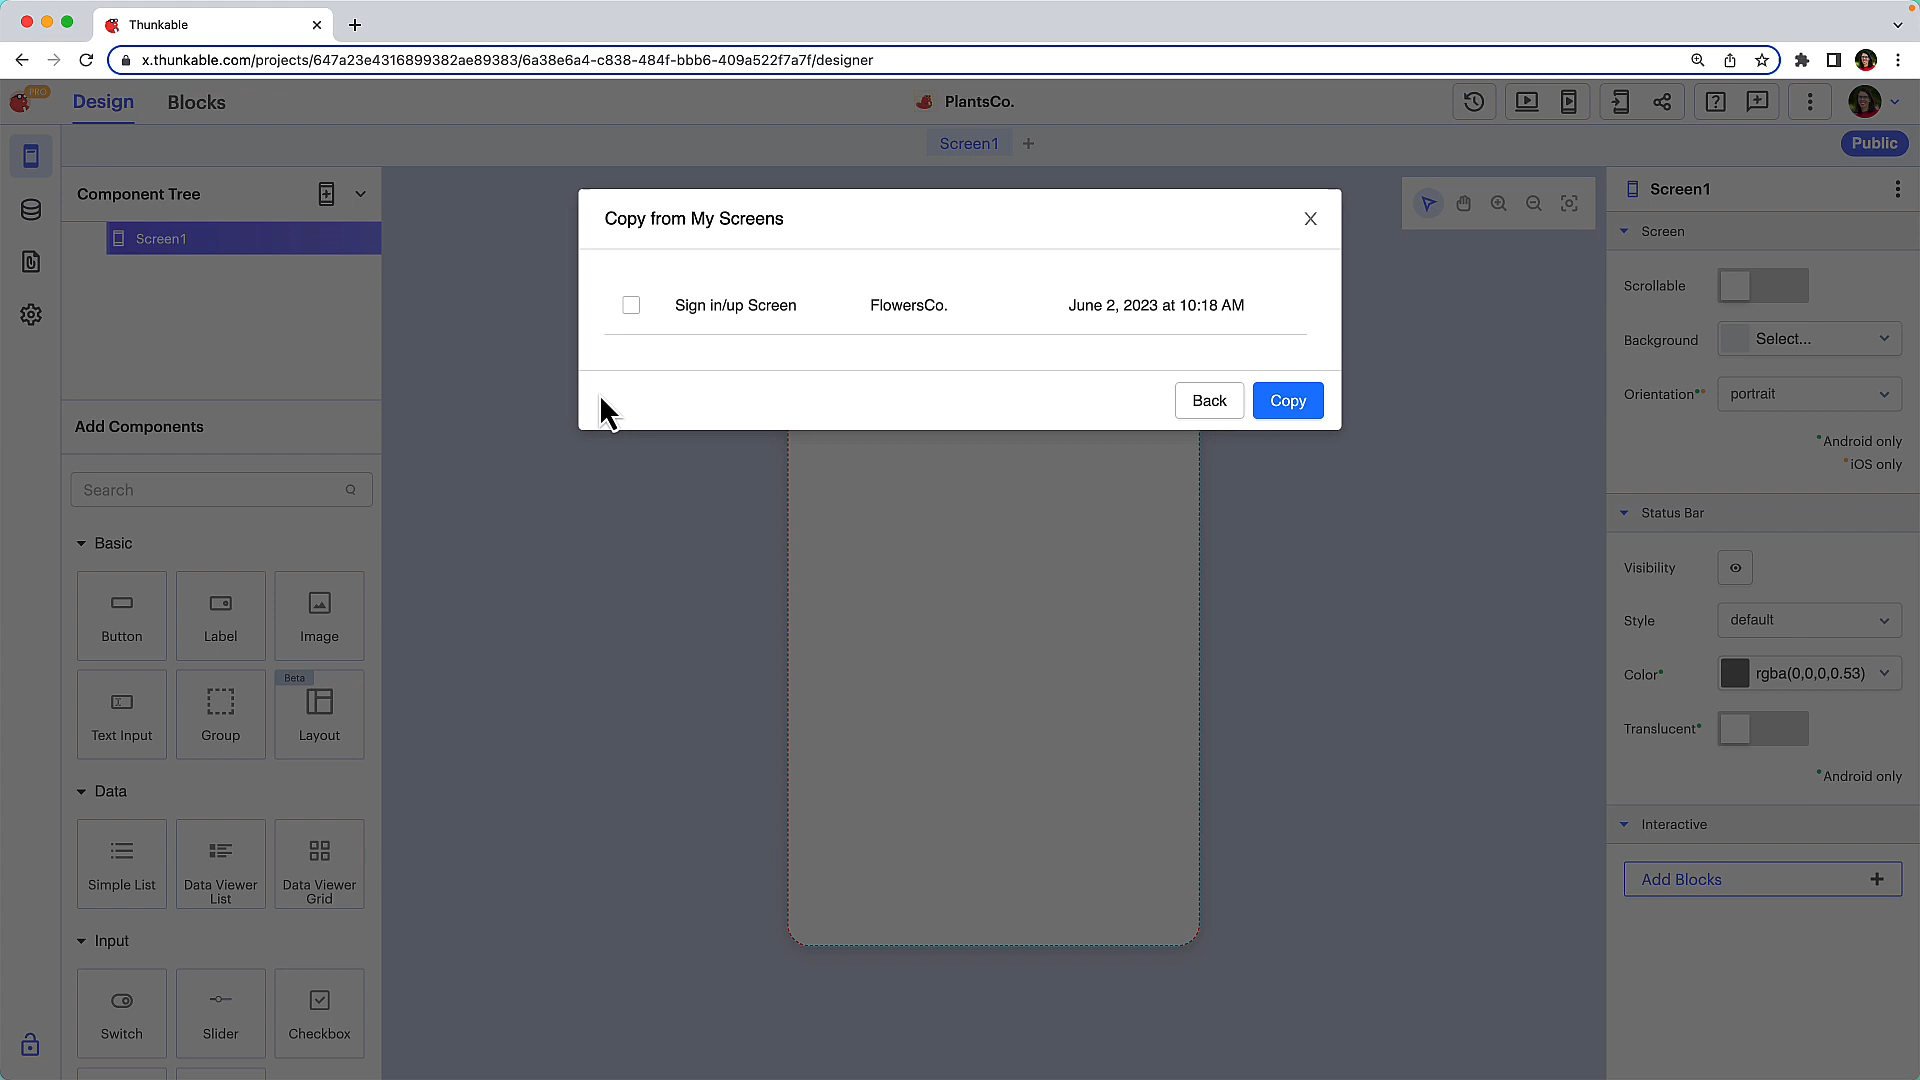 Thunkable
x.thunkable.com/projects/647a23e4316899382ae89383/6a38e6a4-c838-484f-bbb6-409a522f7a7f/designer
PRO
Design
Blocks
PlantsCo.
Screen1
Public
Component Tree
Screen1
Add Components
Search
Basic
Button
Label
Image
Text Input
Group
Beta
Layout
Data
Simple List
Data Viewer
List
Data Viewer
Grid
Input
Switch
Slider
Checkbox
Copy from My Screens
Sign in/up Screen
FlowersCo.
June 2, 2023 at 10:18 AM
Back
Copy
Screen1
Screen
Scrollable
Background
Select...
Orientation**
portrait
*Android only
*iOS only
Status Bar
Visibility
Style
default
Color*
rgba(0,0,0,0.53)
Translucent*
*Android only
Interactive
Add Blocks